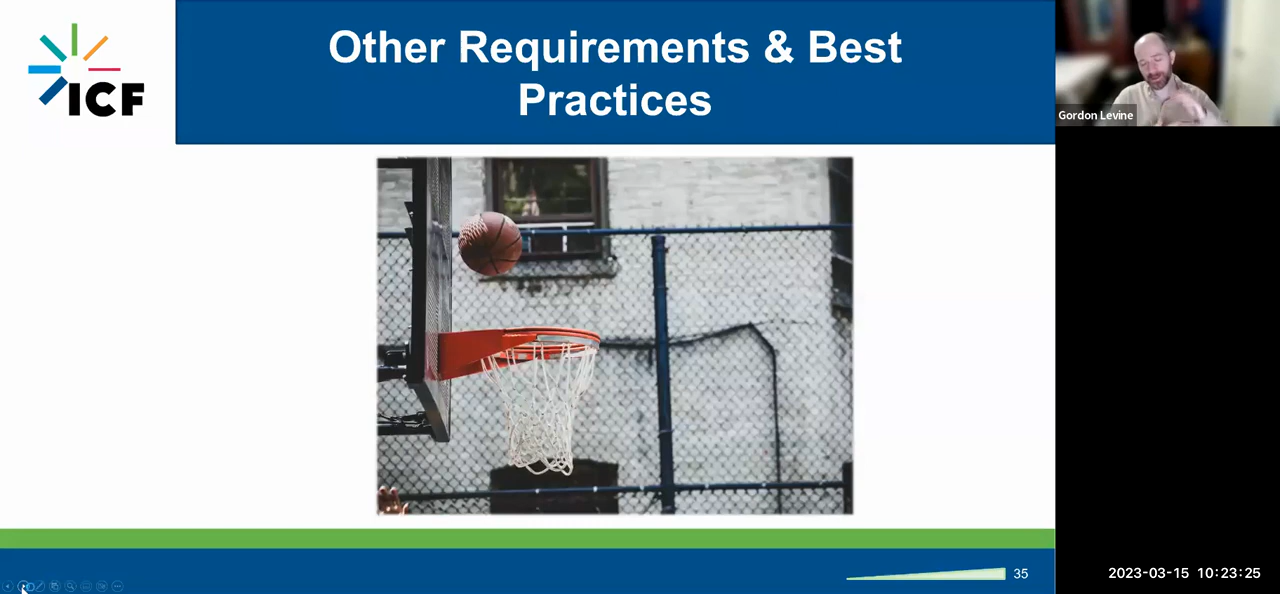 ICF
Other Requirements & Best
Practices
Gordon Levine
35
2023-03-15 10:23:25